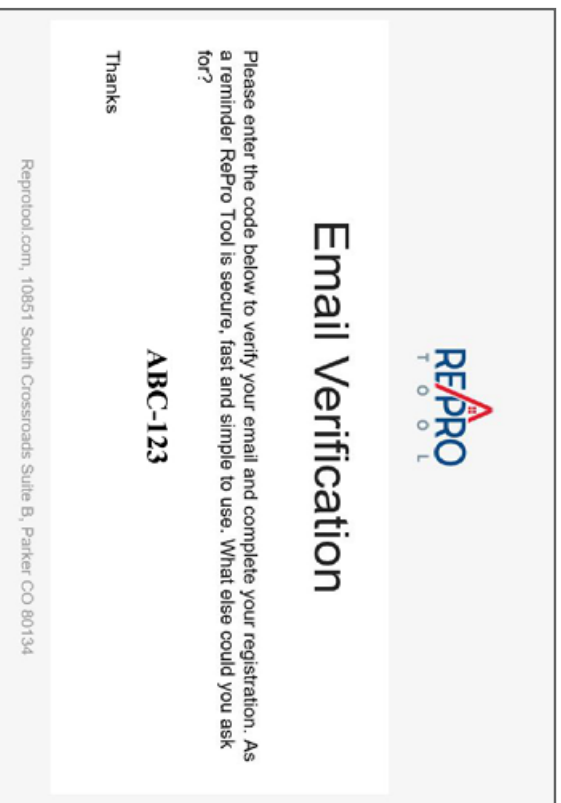 REPRO
TOOL
Email Verification
Please enter the code below to verify your email and complete your registration. As
a reminder RePro Tool is secure, fast and simple to use. What else could you ask
for?
ABC-123
Thanks
Reprotool.com, 10851 South Crossroads Suite B, Parker CO 80134